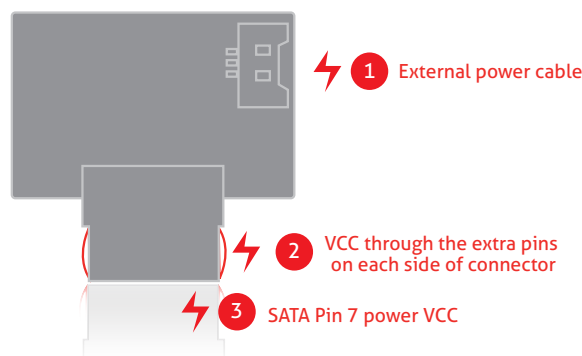 1 External power cable
2 VCC through the extra pins
on each side of connector
3 SATA Pin 7 power VCC